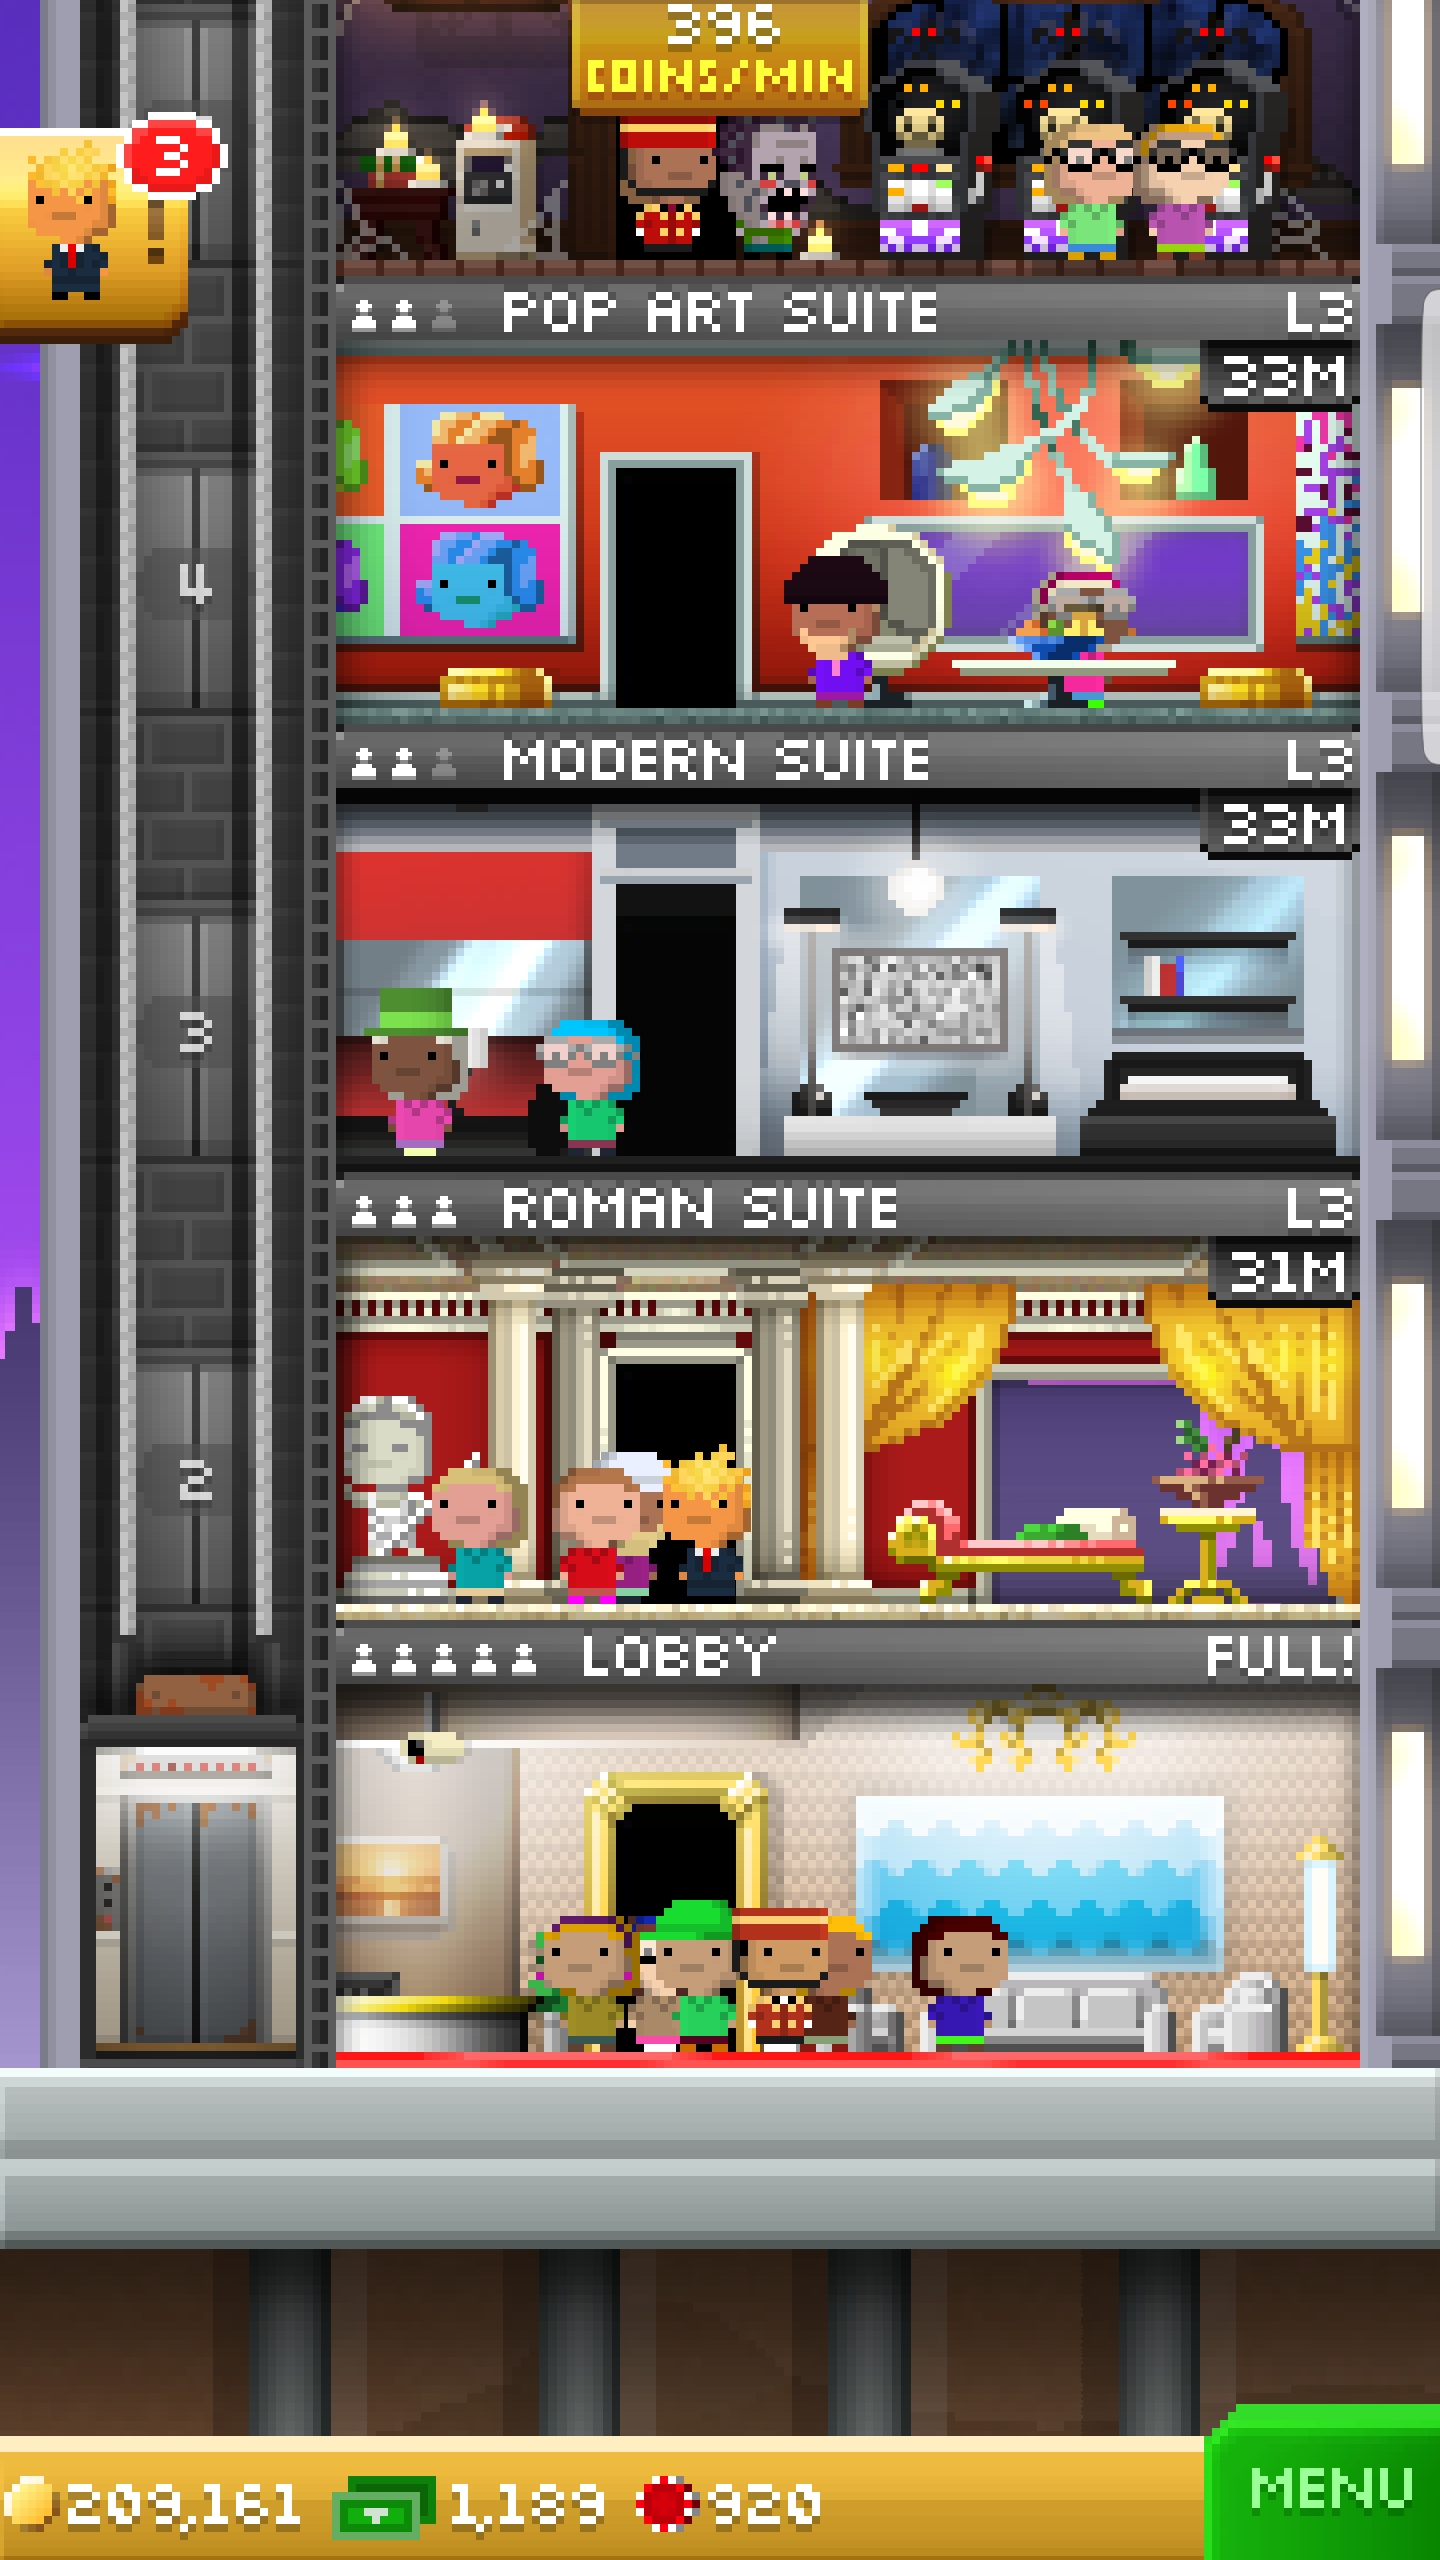 396
COINS/MIN
3
!
POP ART SUITE L3
33M
4
MODERN SUITE L3
33M
3
ROMAN SUITE L3
31M
2
LOBBY FULL!
209,161 1,189 920
MENU